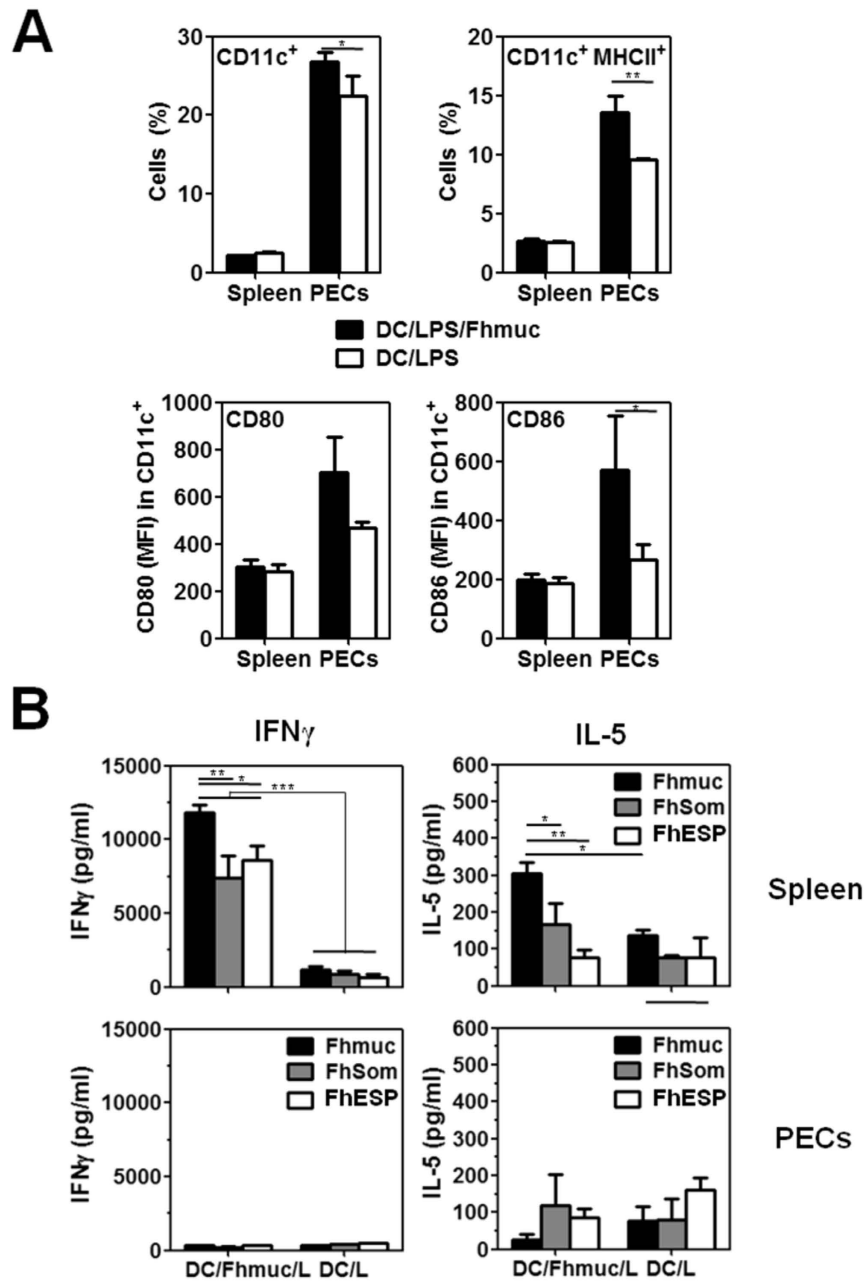 A
CD11c+
CD11c+ MHCII+
Cells (%)
30
20
10
0
*
Spleen PECs
Cells (%)
20
15
10
5
0
**
Spleen PECs
DC/LPS/Fhmuc
DC/LPS
CD80
CD80 (MFI) in CD11c+
1000
800
600
400
200
0
Spleen PECs
CD86
CD86 (MFI) in CD11c+
800
600
400
200
0
*
Spleen PECs
B
IFNγ
IL-5
IFNγ (pg/ml)
15000
10000
5000
0
**
*
***
IL-5 (pg/ml)
600
500
400
300
200
100
0
Fhmuc
FhSom
FhESP
*
**
*
Spleen
IFNγ (pg/ml)
15000
10000
5000
0
Fhmuc
FhSom
FhESP
DC/Fhmuc/L DC/L
IL-5 (pg/ml)
600
500
400
300
200
100
0
Fhmuc
FhSom
FhESP
DC/Fhmuc/L DC/L
PECs